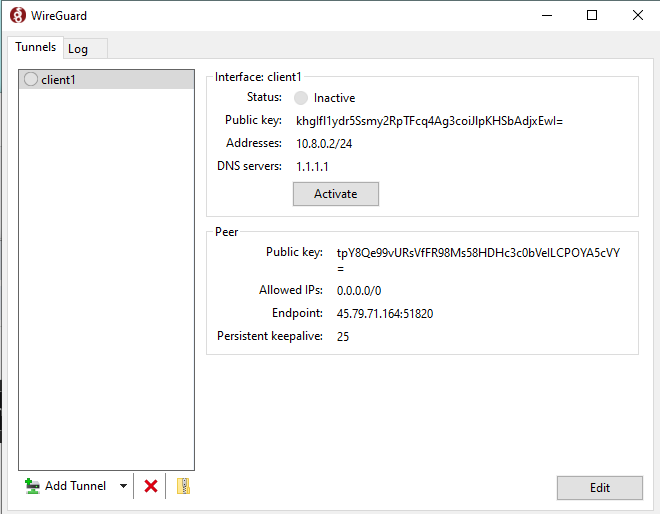 WireGuard
Tunnels Log
client1
Interface: client1
Status: Inactive
Public key: khglfI1ydr5Ssmy2RpTFcq4Ag3coiJlpKHSbAdjxEwI=
Addresses: 10.8.0.2/24
DNS servers: 1.1.1.1
Activate
Peer
Public key: tpY8Qe99vURsVfFR98Ms58HDHc3c0bVeILCPOYA5cVY
=
Allowed IPs: 0.0.0.0/0
Endpoint: 45.79.71.164:51820
Persistent keepalive: 25
Add Tunnel
Edit